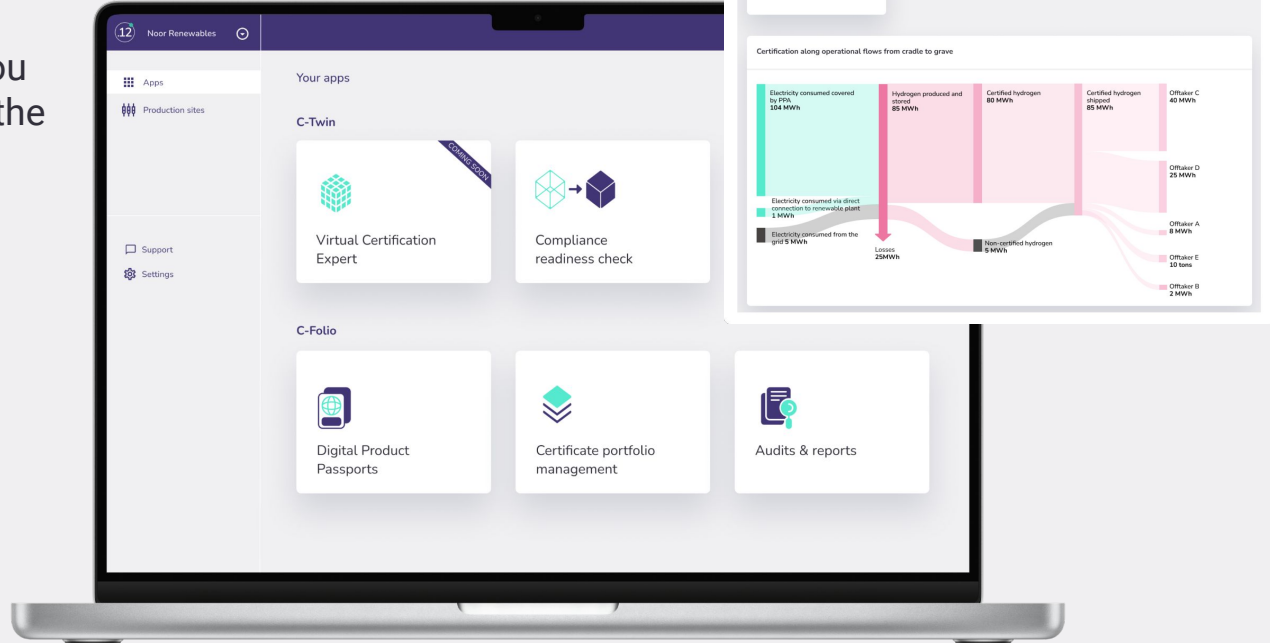 ou
the
12
Noor Renewables
Apps
Production sites
Support
Settings
Your apps
C-Twin
COMING SOON
Virtual Certification
Expert
Compliance
readiness check
C-Folio
Digital Product
Passports
Certificate portfolio
management
Audits & reports
Certification along operational flows from cradle to grave
Electricity consumed covered
by PPA
104 MWh
Electricity consumed via direct
connection to renewable plant
1 MWh
Electricity consumed from the
grid 5 MWh
Hydrogen produced and
stored
85 MWh
Losses
25MWh
Certified hydrogen
80 MWh
Non-certified hydrogen
5 MWh
Certified hydrogen
shipped
85 MWh
Offtaker C
40 MWh
Offtaker D
25 MWh
Offtaker A
8 MWh
Offtaker E
10 tons
Offtaker B
2 MWh